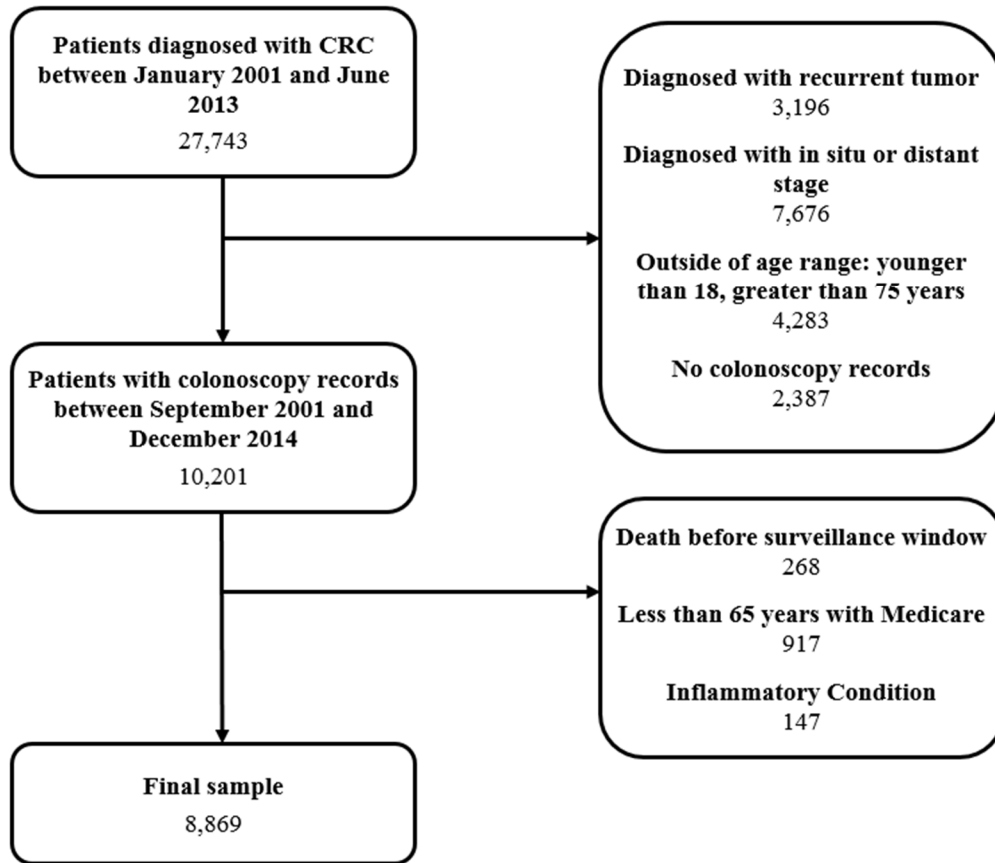 Patients diagnosed with CRC
between January 2001 and June
2013
27,743
Diagnosed with recurrent tumor
3,196
Diagnosed with in situ or distant
stage
7,676
Outside of age range: younger
than 18, greater than 75 years
4,283
No colonoscopy records
2,387
Patients with colonoscopy records
between September 2001 and
December 2014
10,201
Death before surveillance window
268
Less than 65 years with Medicare
917
Inflammatory Condition
147
Final sample
8,869